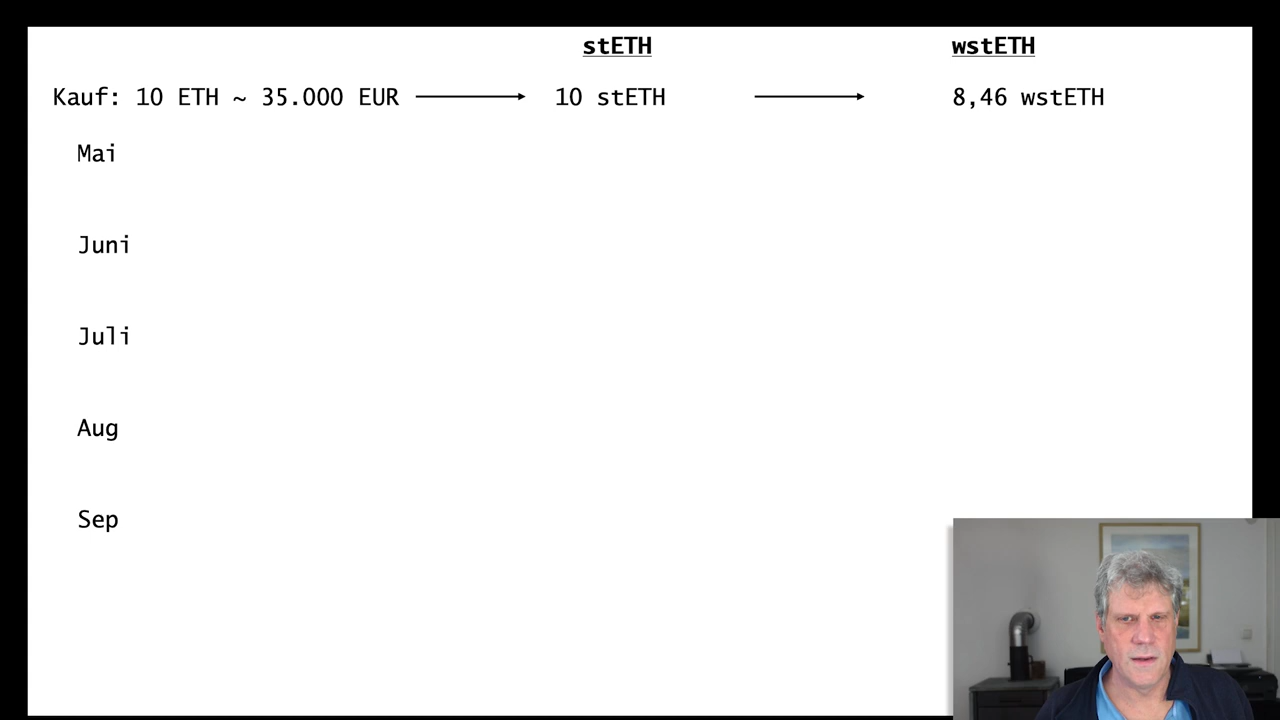 stETH wstETH
Kauf: 10 ETH ~ 35.000 EUR 10 stETH 8,46 wstETH
Mai
Juni
Juli
Aug
Sep